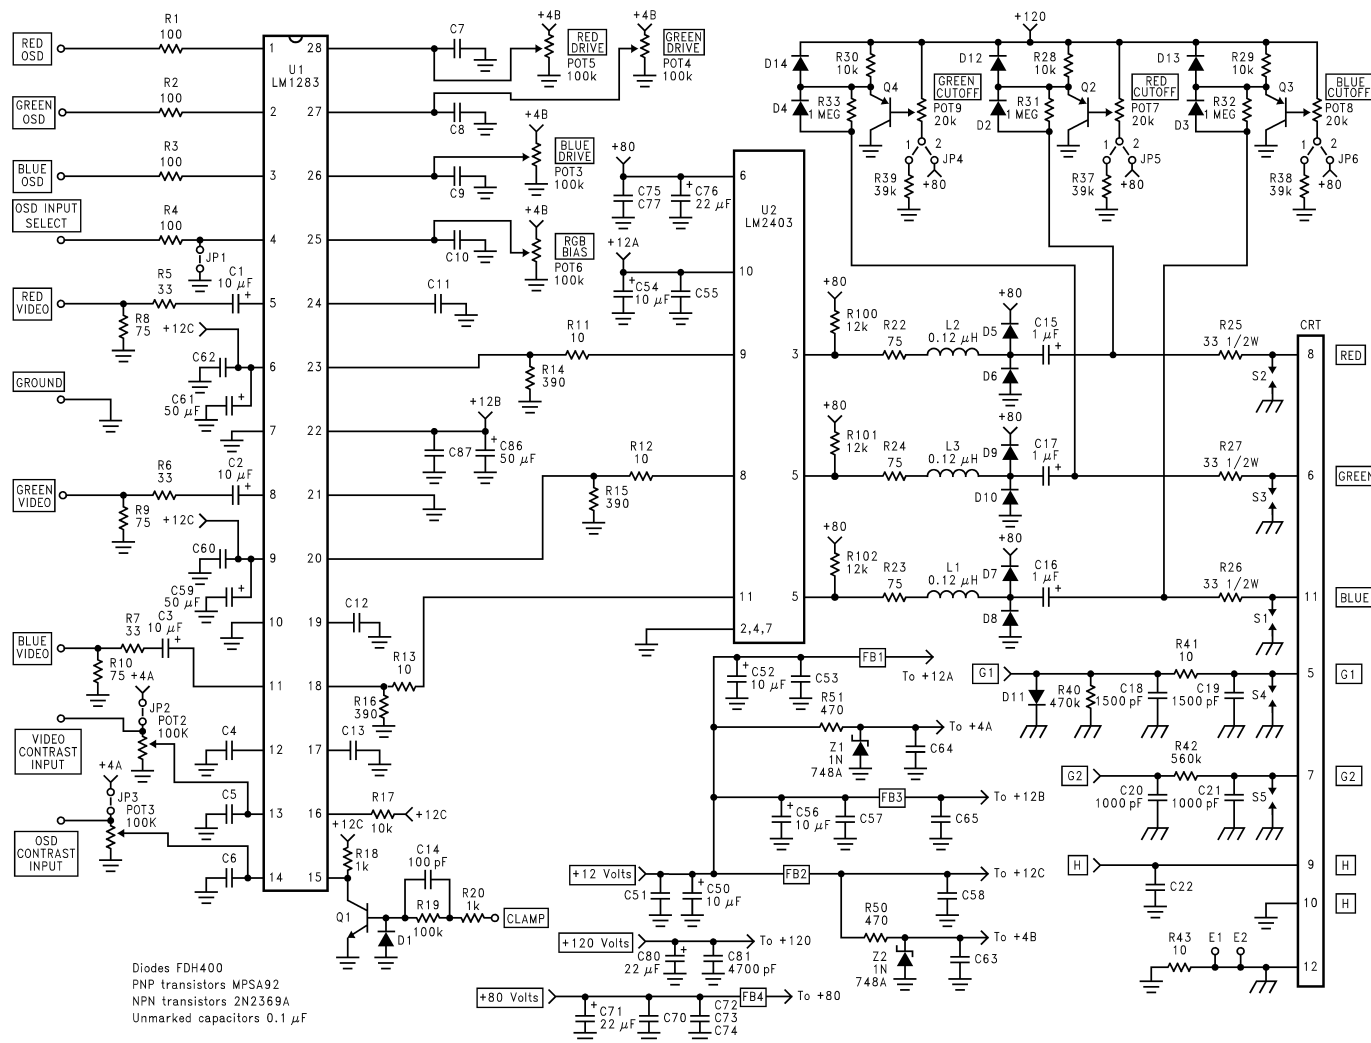 RED
OSD
R1
100
1
28
C7
+4B
RED
DRIVE
POT5
100k
+4B
GREEN
DRIVE
POT4
100k
U1
LM1283
GREEN
OSD
R2
100
2
27
C8
BLUE
OSD
R3
100
3
26
C9
+4B
BLUE
DRIVE
POT3
100k
OSD INPUT
SELECT
R4
100
4
25
C10
+4B
RGB
BIAS
POT6
100k
JP1
RED
VIDEO
R5
33
C1
10 μF
+
5
24
C11
R8
75
+12C
C62
6
23
R11
10
R14
390
GROUND
C61
50 μF
+
7
22
+12B
C87
+
C86
50 μF
GREEN
VIDEO
R6
33
C2
10 μF
+
8
21
R9
75
+12C
C60
9
20
R12
10
R15
390
C59
50 μF
+
10
19
C12
BLUE
VIDEO
R7
33
C3
10 μF
+
11
18
R13
10
R10
75
R16
390
+4A
JP2
POT2
100K
VIDEO
CONTRAST
INPUT
C4
12
17
C13
+4A
JP3
POT3
100K
C5
13
16
R17
10k
+12C
OSD
CONTRAST
INPUT
C6
14
15
+12C
R18
1k
C14
100 pF
Q1
D1
R19
100k
R20
1k
CLAMP
+80
C75
C77
+
C76
22 μF
6
U2
LM2403
+12A
+
C54
10 μF
C55
10
9
3
8
5
11
5
2,4,7
+120
D14
R30
10k
Q4
GREEN
CUTOFF
POT9
20k
D4
R33
1 MEG
1
2
JP4
R39
39k
+80
D12
R28
10k
Q2
RED
CUTOFF
POT7
20k
D2
R31
1 MEG
1
2
JP5
R37
39k
+80
D13
R29
10k
Q3
BLUE
CUTOFF
POT8
20k
D3
R32
1 MEG
1
2
JP6
R38
39k
+80
+80
R100
12k
R22
75
L2
0.12 μH
+80
D5
D6
C15
1 μF
+
R25
33 1/2W
S2
CRT
8
RED
+80
R101
12k
R24
75
L3
0.12 μH
+80
D9
D10
C17
1 μF
+
R27
33 1/2W
S3
6
GREEN
+80
R102
12k
R23
75
L1
0.12 μH
+80
D7
D8
C16
1 μF
+
R26
33 1/2W
S1
11
BLUE
+
C52
10 μF
C53
FB1
To +12A
R51
470
Z1
1N
748A
C64
To +4A
+
C56
10 μF
C57
FB3
C65
To +12B
+12 Volts
C51
+
C50
10 μF
FB2
C58
To +12C
R50
470
Z2
1N
748A
C63
To +4B
+120 Volts
C80
22 μF
+
C81
4700 pF
To +120
+80 Volts
+
C71
22 μF
C70
C72
C73
C74
FB4
To +80
G1
D11
R40
470k
C18
1500 pF
R41
10
C19
1500 pF
S4
5
G1
G2
C20
1000 pF
R42
560k
C21
1000 pF
S5
7
G2
H
C22
9
H
10
H
R43
10
E1
E2
12
Diodes FDH400
PNP transistors MPSA92
NPN transistors 2N2369A
Unmarked capacitors 0.1 μF